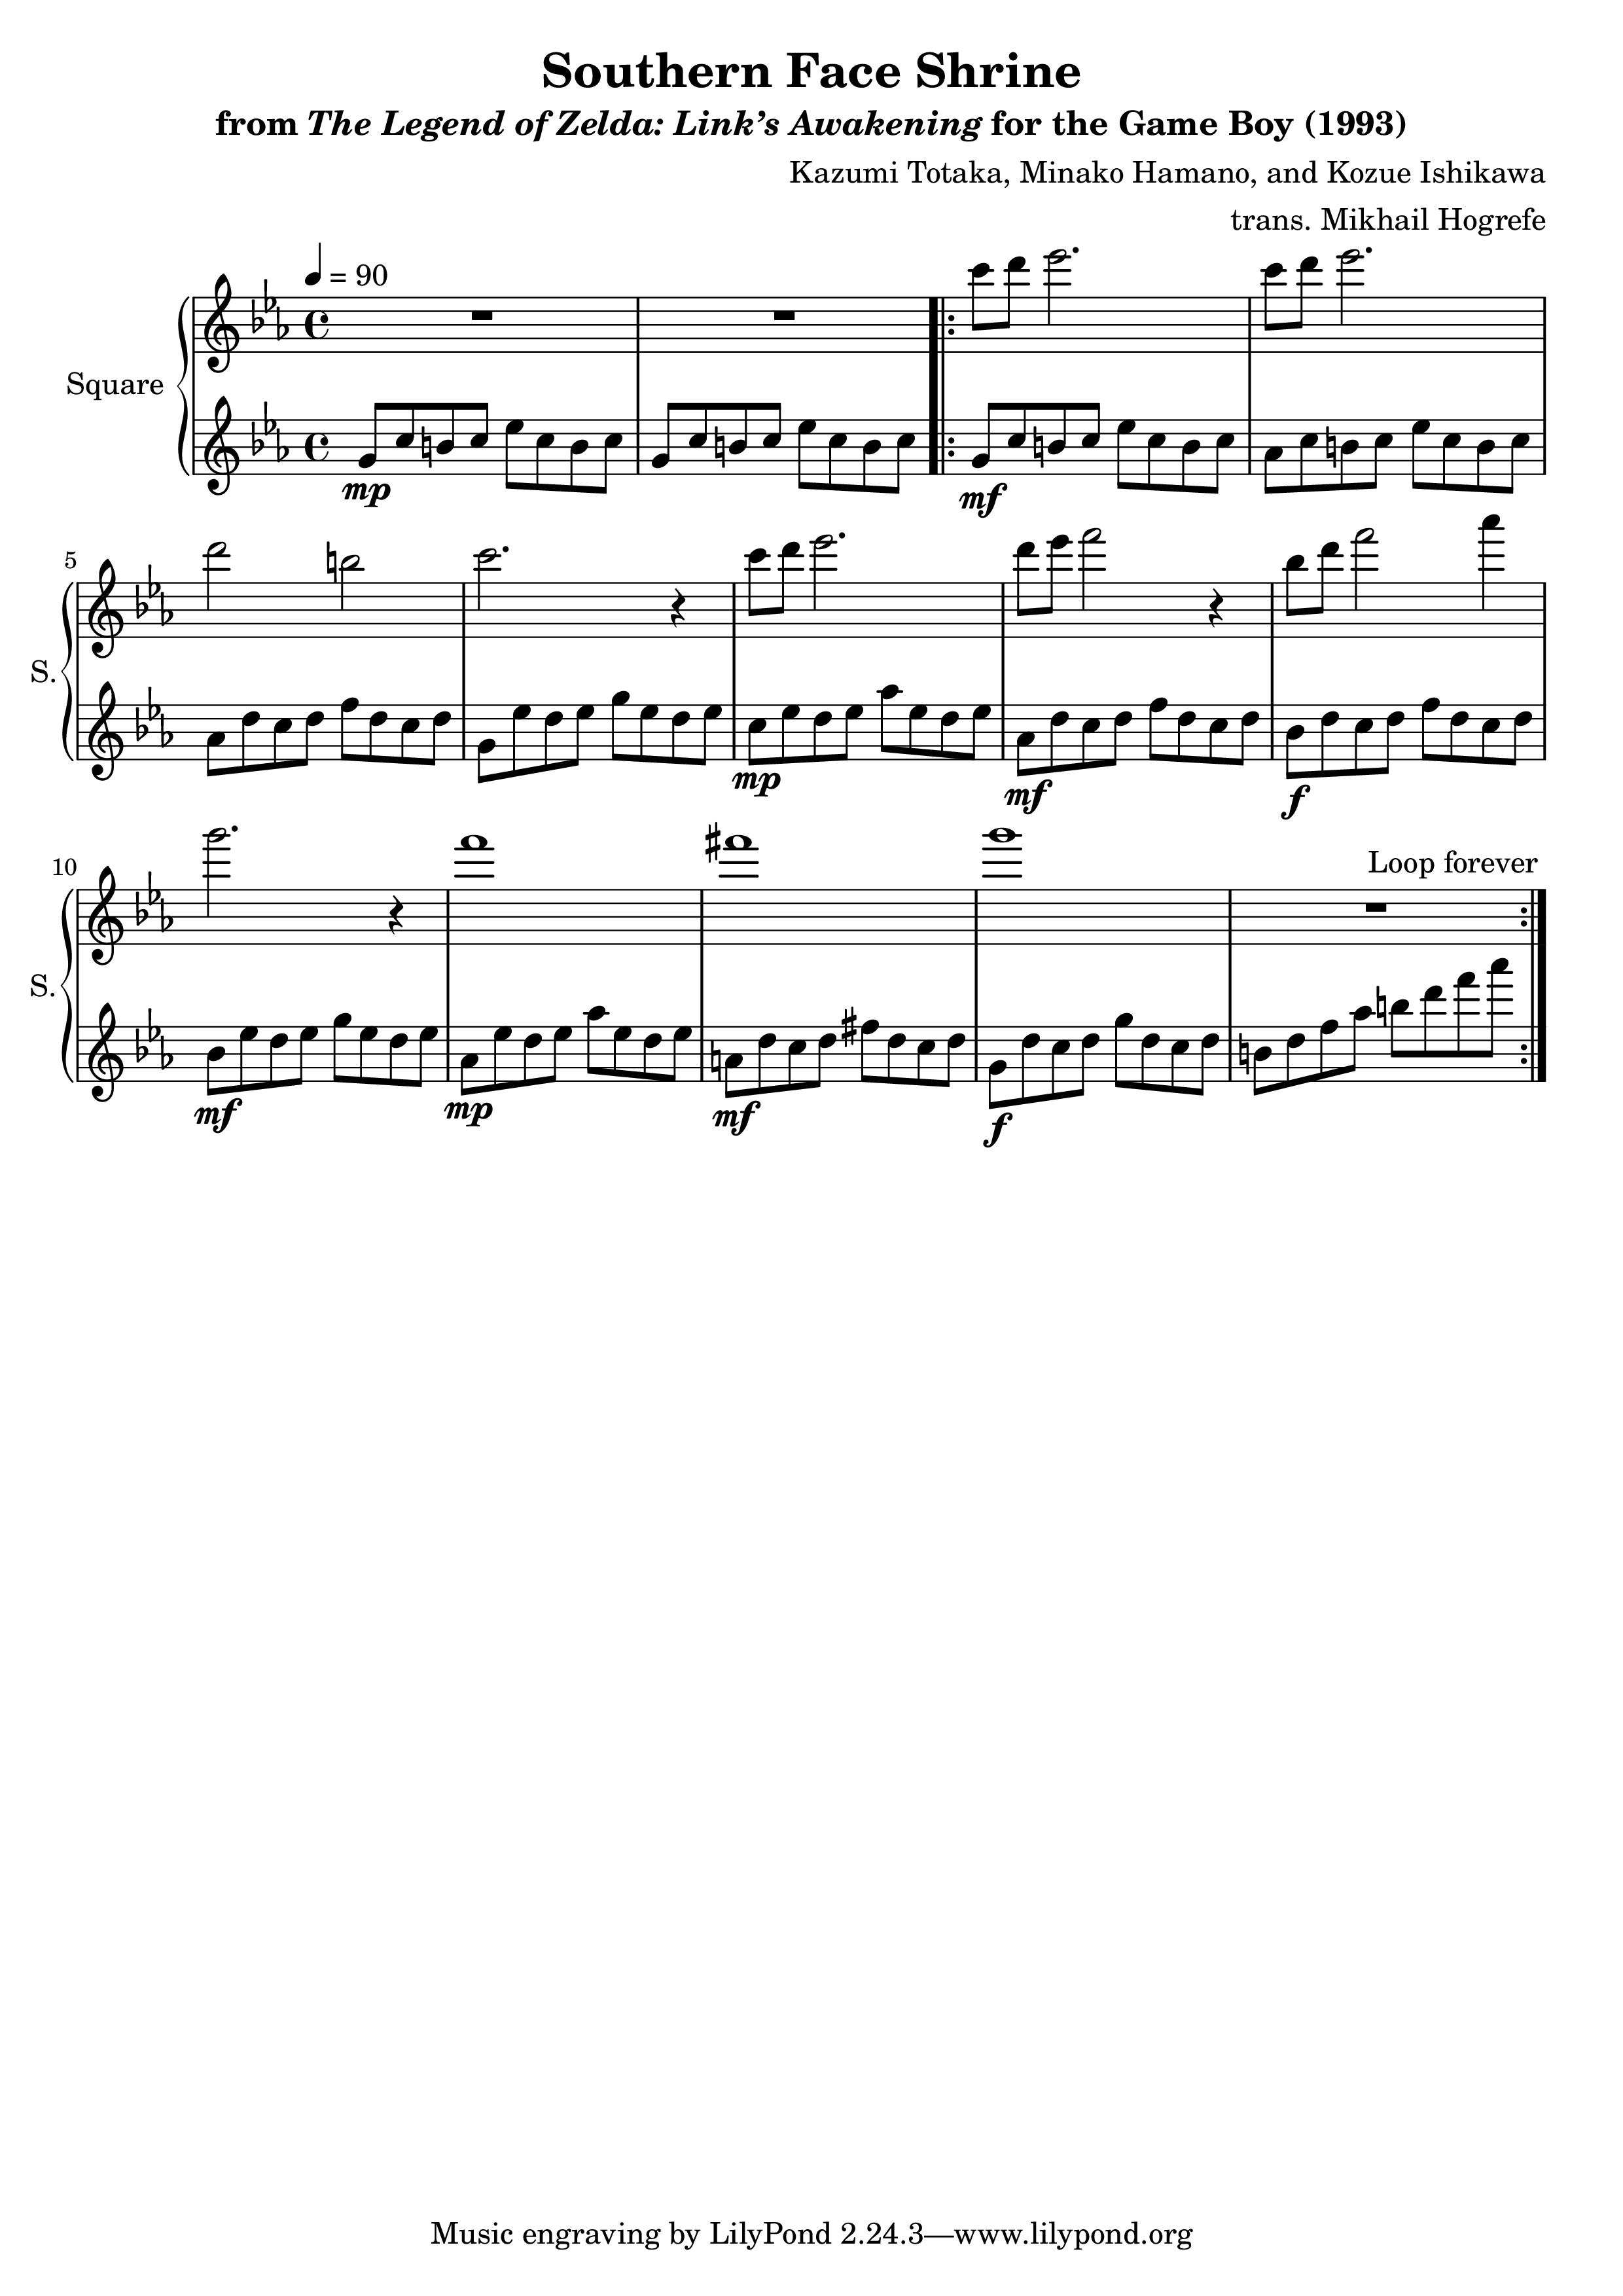 Southern Face Shrine
from The Legend of Zelda: Link’s Awakening for the Game Boy (1993)
Kazumi Totaka, Minako Hamano, and Kozue Ishikawa
trans. Mikhail Hogrefe
= 90
Square
mp
mf
5
S.
mp
mf
f
10
Loop forever
S.
mf
mp
mf
f
Music engraving by LilyPond 2.24.3—www.lilypond.org